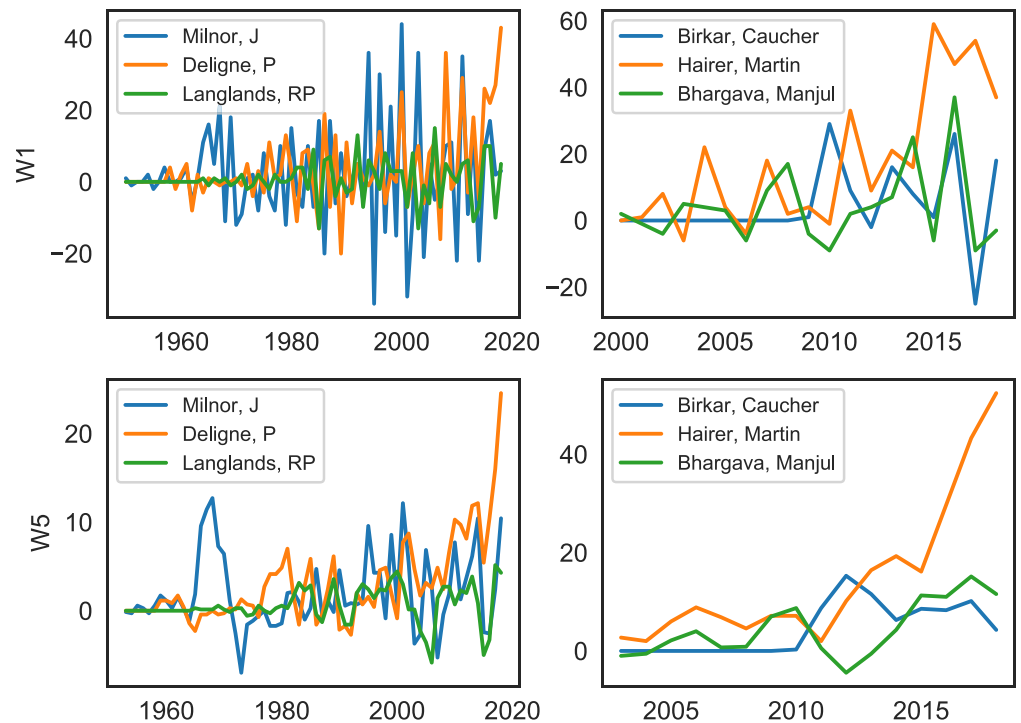 W1
40
20
0
−20
Milnor, J
Deligne, P
Langlands, RP
1960
1980
2000
2020
60
40
20
0
−20
Birkar, Caucher
Hairer, Martin
Bhargava, Manjul
2000
2005
2010
2015
W5
20
10
0
Milnor, J
Deligne, P
Langlands, RP
1960
1980
2000
2020
40
20
0
Birkar, Caucher
Hairer, Martin
Bhargava, Manjul
2005
2010
2015